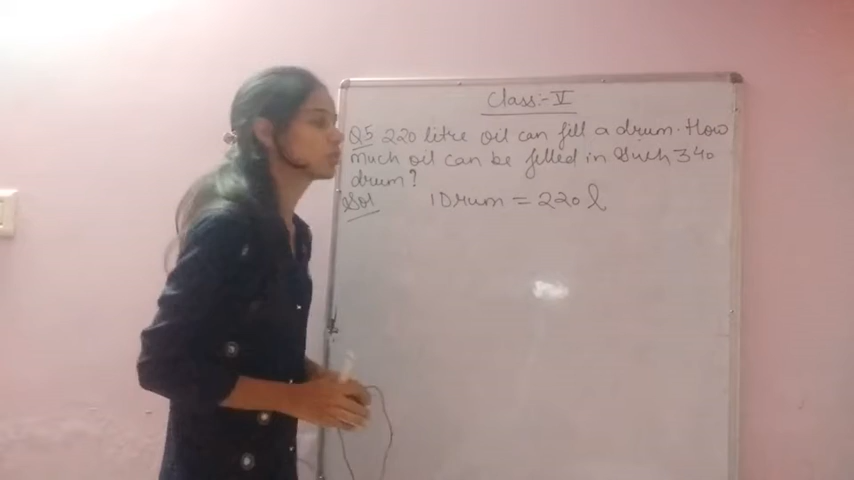 Class:- V
Q5 220 litre oil can fill a drum. How
much oil can be filled in Such 340
drum?
Sol 1 Drum = 220 l